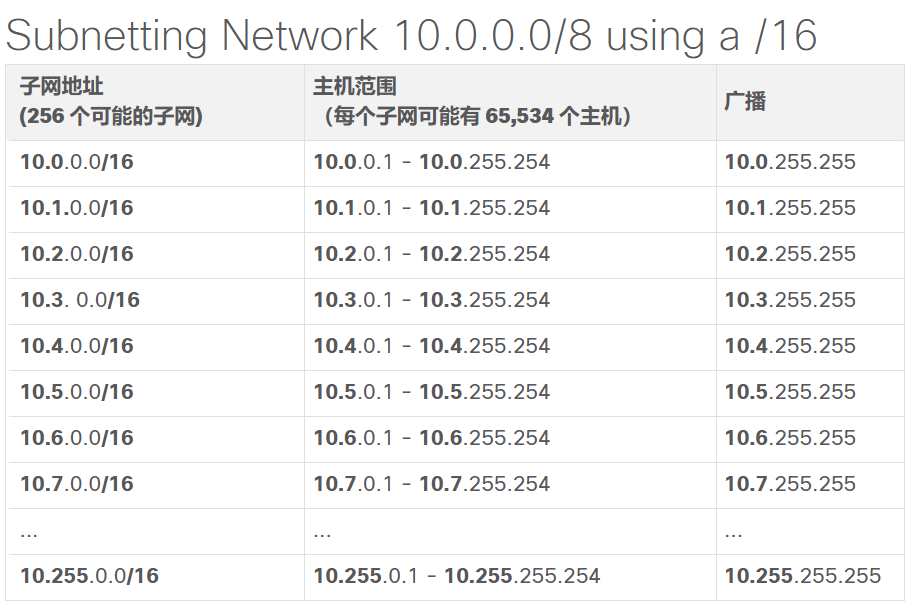 Subnetting Network 10.0.0.0/8 using a /16
子网地址
(256 个可能的子网)
主机范围
（每个子网可能有 65,534 个主机）
广播
10.0.0.0/16 10.0.0.1 - 10.0.255.254 10.0.255.255
10.1.0.0/16 10.1.0.1 - 10.1.255.254 10.1.255.255
10.2.0.0/16 10.2.0.1 - 10.2.255.254 10.2.255.255
10.3. 0.0/16 10.3.0.1 - 10.3.255.254 10.3.255.255
10.4.0.0/16 10.4.0.1 - 10.4.255.254 10.4.255.255
10.5.0.0/16 10.5.0.1 - 10.5.255.254 10.5.255.255
10.6.0.0/16 10.6.0.1 - 10.6.255.254 10.6.255.255
10.7.0.0/16 10.7.0.1 - 10.7.255.254 10.7.255.255
... ... ...
10.255.0.0/16 10.255.0.1 - 10.255.255.254 10.255.255.255